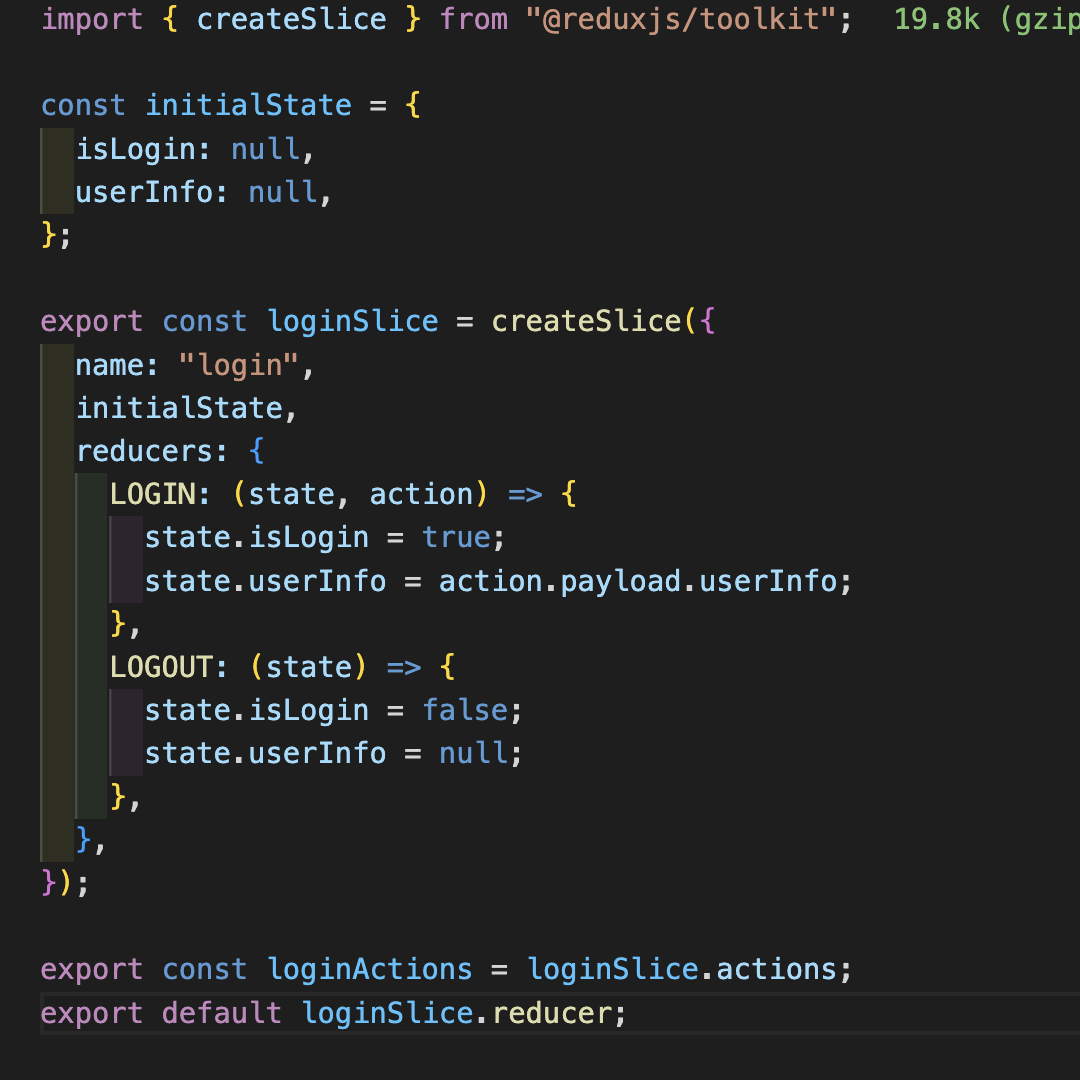 import { createSlice } from "@reduxjs/toolkit"; 19.8k (gzip
const initialState = {
isLogin: null,
userInfo: null,
};
export const loginSlice = createSlice({
name: "login",
initialState,
reducers: {
LOGIN: (state, action) => {
state.isLogin = true;
state.userInfo = action.payload.userInfo;
},
LOGOUT: (state) => {
state.isLogin = false;
state.userInfo = null;
},
},
});
export const loginActions = loginSlice.actions;
export default loginSlice.reducer;